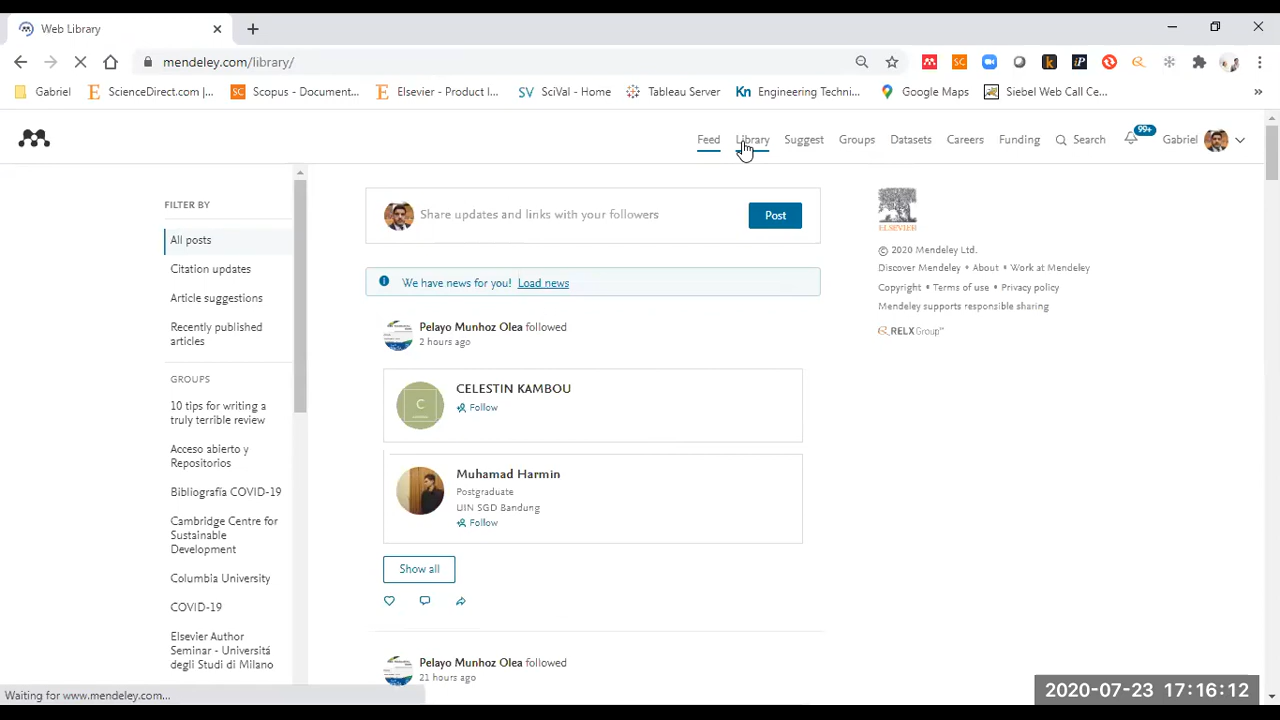 Web Library
mendeley.com/library/
Gabriel
ScienceDirect.com |...
Scopus - Document...
Elsevier - Product I...
SciVal - Home
Tableau Server
Engineering Techni...
Google Maps
Siebel Web Call Ce...
»
Feed
Library
Suggest
Groups
Datasets
Careers
Funding
Search
99+
Gabriel
FILTER BY
All posts
Citation updates
Article suggestions
Recently published
articles
GROUPS
10 tips for writing a
truly terrible review
Acceso abierto y
Repositorios
Bibliografía COVID-19
Cambridge Centre for
Sustainable
Development
Columbia University
COVID-19
Elsevier Author
Seminar - Universitá
degli Studi di Milano
Share updates and links with your followers
Post
We have news for you! Load news
Pelayo Munhoz Olea followed
2 hours ago
C
CELESTIN KAMBOU
Follow
Muhamad Harmin
Postgraduate
UIN SGD Bandung
Follow
Show all
Pelayo Munhoz Olea followed
21 hours ago
ELSEVIER
© 2020 Mendeley Ltd.
Discover Mendeley • About • Work at Mendeley
Copyright • Terms of use • Privacy policy
Mendeley supports responsible sharing
RELX Group™
Waiting for www.mendeley.com...
2020-07-23 17:16:12